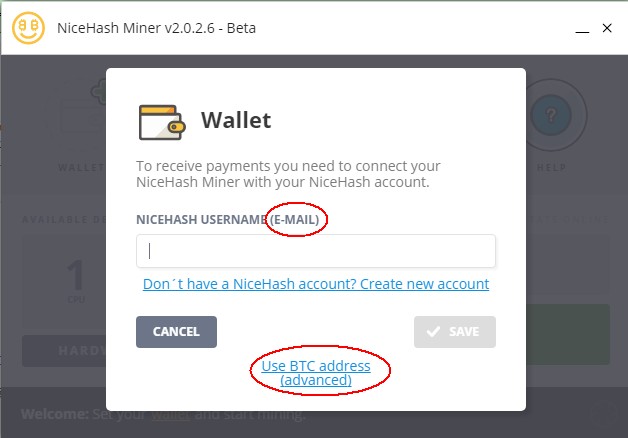 NiceHash Miner v2.0.2.6 - Beta
Wallet
To receive payments you need to connect your
NiceHash Miner with your NiceHash account.
NICEHASH USERNAME (E-MAIL)
Don´t have a NiceHash account? Create new account
CANCEL
SAVE
Use BTC address
(advanced)
WALLET
HELP
AVAILABLE
1
CPU
HARDW
Welcome: Set your wallet and start mining.